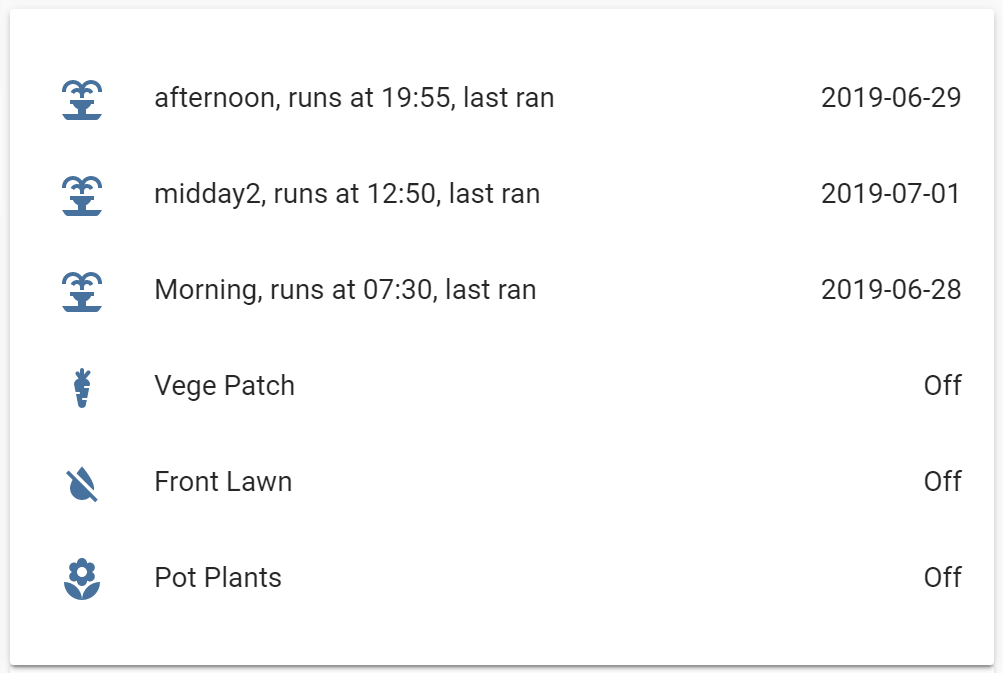 afternoon, runs at 19:55, last ran 2019-06-29
midday2, runs at 12:50, last ran 2019-07-01
Morning, runs at 07:30, last ran 2019-06-28
Vege Patch Off
Front Lawn Off
Pot Plants Off